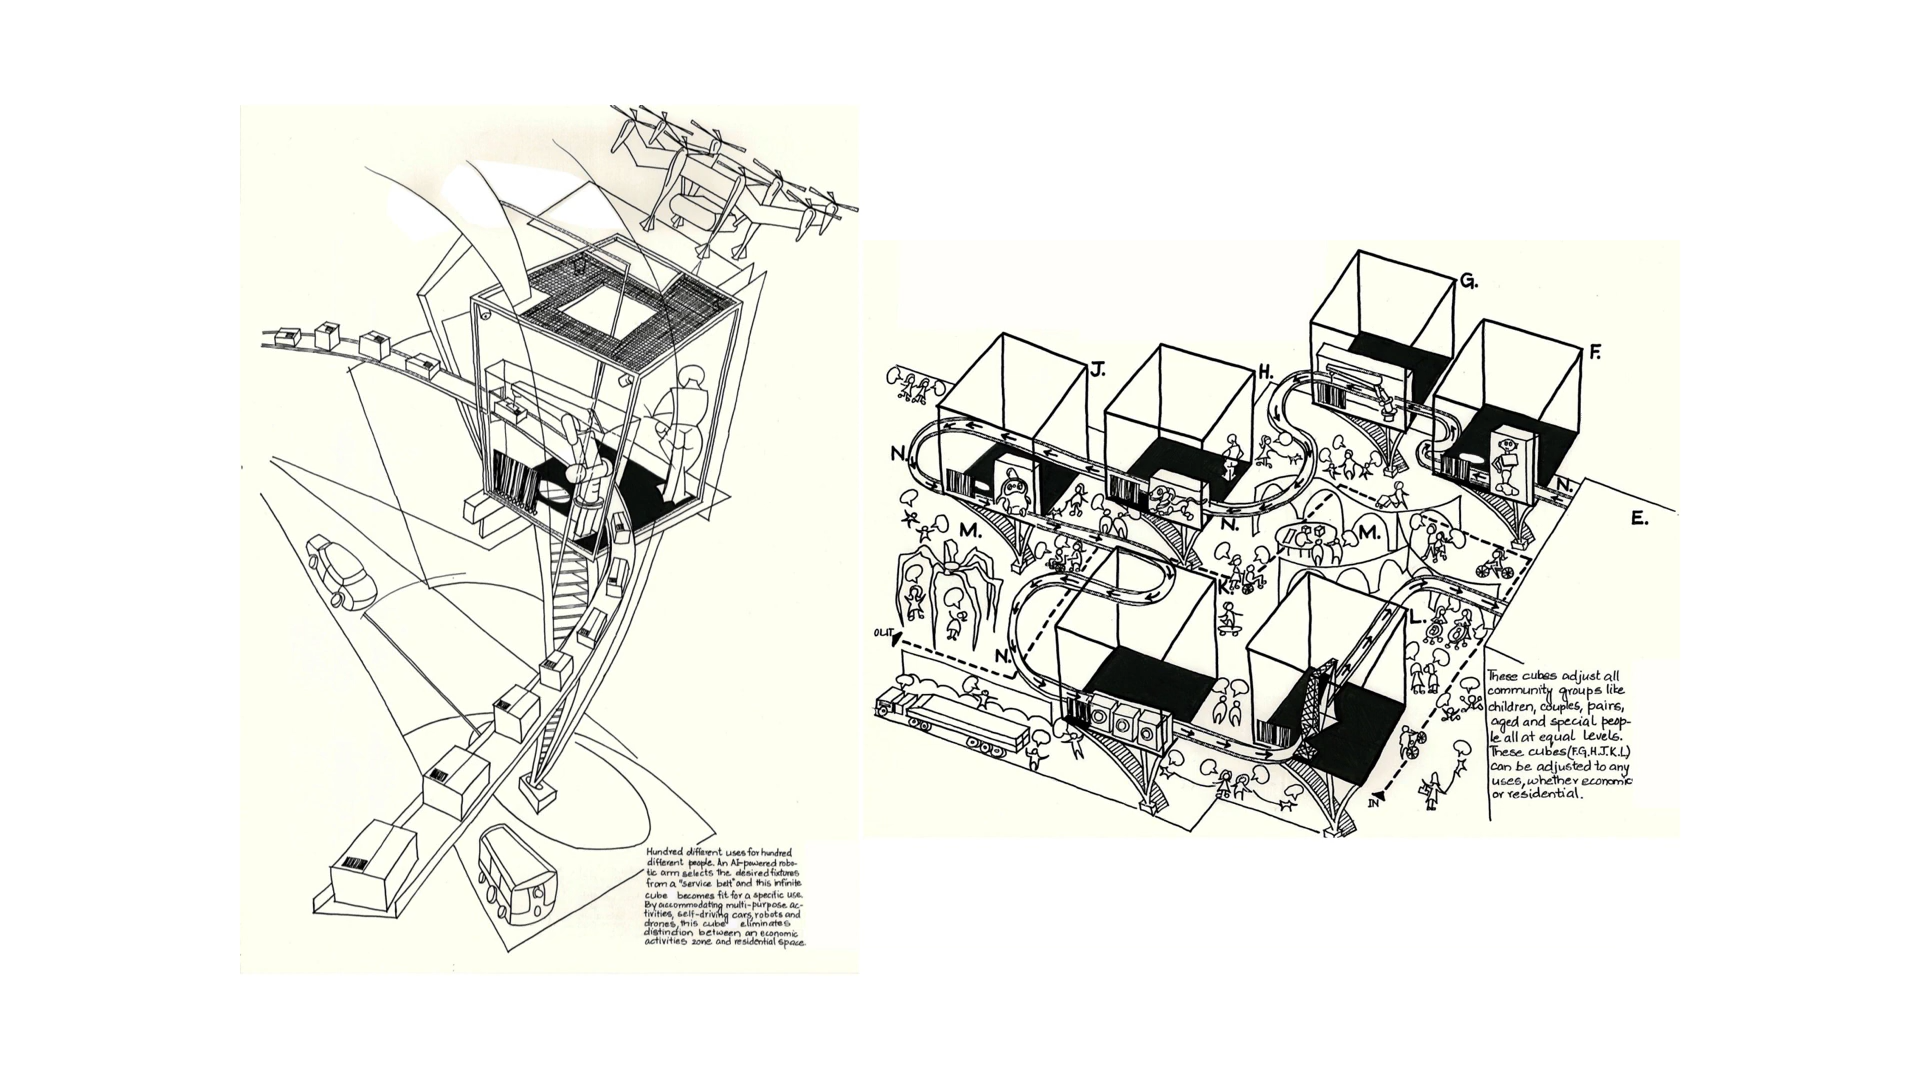 Hundred different uses for hundred
different people. An AI-powered robo-
tic arm selects the desired fixtures
from a "service belt" and this infinite
cube becomes fit for a specific use.
By accommodating multi-purpose ac-
tivities, self-driving cars, robots and
drones, this cube eliminates
distinction between an economic
activities zone and residential space.
G.
F.
J.
H.
N.
N.
E.
N.
M.
M.
K.
L.
OUT
N.
IN
These cubes adjust all
community groups like
children, couples, pairs,
aged and special peop-
le all at equal levels.
These cubes (F.G.H.J.K.L)
can be adjusted to any
uses, whether economic
or residential.